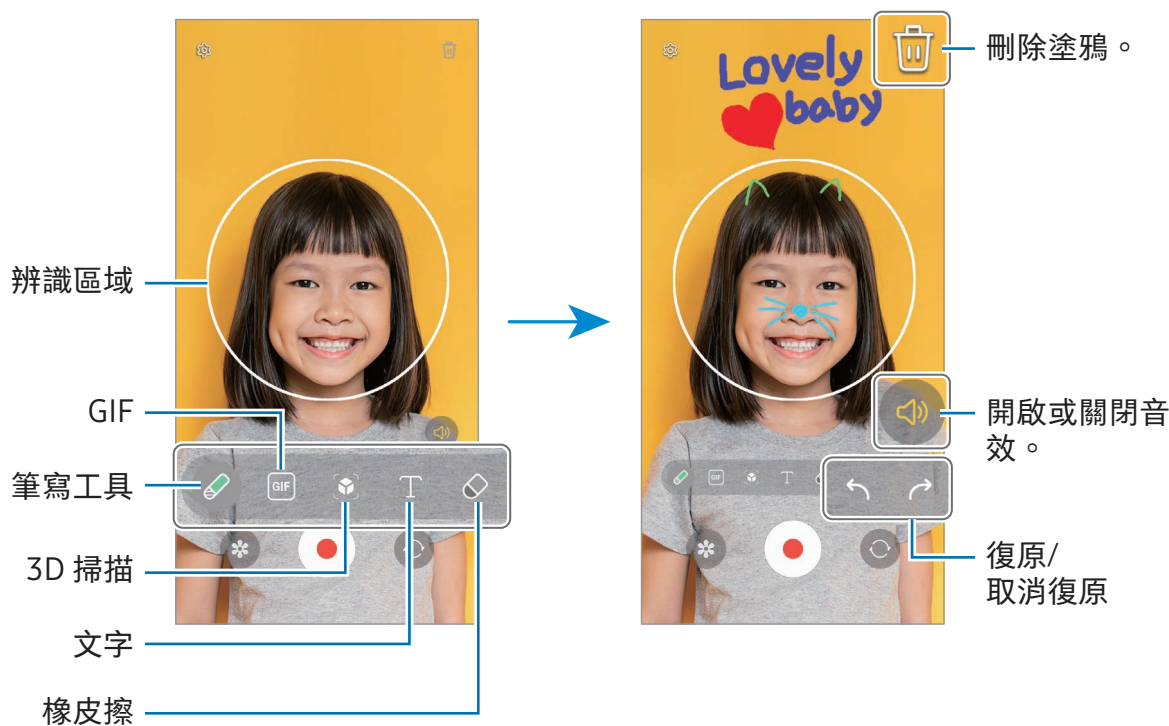 辨識區域
GIF
筆寫工具
GIF
3D 掃描
文字
橡皮擦
Lovely
baby
刪除塗鴉。
開啟或關閉音
效。
GIF
復原/
取消復原